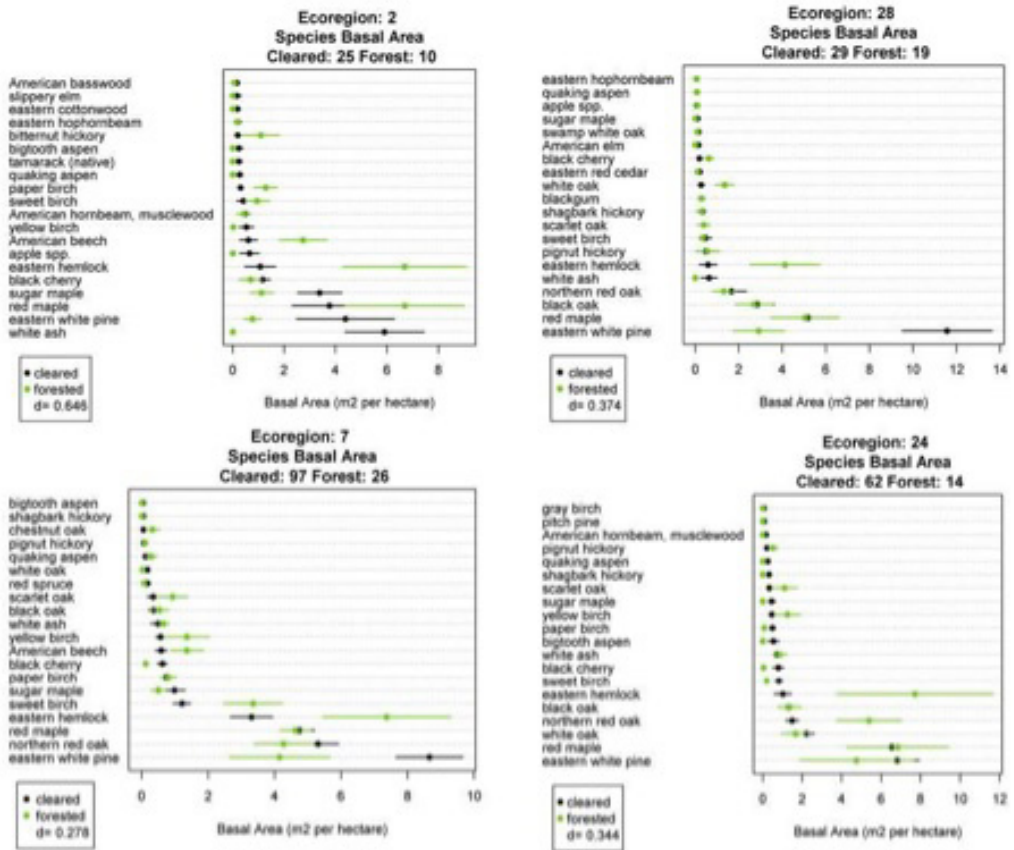 Ecoregion: 2
Species Basal Area
Cleared: 25 Forest: 10
American basswood
slippery elm
eastern cottonwood
eastern hophornbeam
bitternut hickory
bigtooth aspen
tamarack (native)
quaking aspen
paper birch
sweet birch
American hornbeam, musclewood
yellow birch
American beech
apple spp.
eastern hemlock
black cherry
sugar maple
red maple
eastern white pine
white ash
0 2 4 6 8
Basal Area (m2 per hectare)
cleared
forested
d= 0.646
Ecoregion: 28
Species Basal Area
Cleared: 29 Forest: 19
eastern hophornbeam
quaking aspen
apple spp.
sugar maple
swamp white oak
American elm
black cherry
eastern red cedar
white oak
blackgum
shagbark hickory
scarlet oak
sweet birch
pignut hickory
eastern hemlock
white ash
northern red oak
black oak
red maple
eastern white pine
0 2 4 6 8 10 12 14
Basal Area (m2 per hectare)
cleared
forested
d= 0.374
Ecoregion: 7
Species Basal Area
Cleared: 97 Forest: 26
bigtooth aspen
shagbark hickory
chestnut oak
pignut hickory
quaking aspen
white oak
red spruce
scarlet oak
black oak
white ash
yellow birch
American beech
black cherry
paper birch
sugar maple
sweet birch
eastern hemlock
red maple
northern red oak
eastern white pine
0 2 4 6 8 10
Basal Area (m2 per hectare)
cleared
forested
d= 0.278
Ecoregion: 24
Species Basal Area
Cleared: 62 Forest: 14
gray birch
pitch pine
American hornbeam, musclewood
pignut hickory
quaking aspen
shagbark hickory
scarlet oak
sugar maple
yellow birch
paper birch
bigtooth aspen
white ash
black cherry
sweet birch
eastern hemlock
black oak
northern red oak
white oak
red maple
eastern white pine
0 2 4 6 8 10 12
Basal Area (m2 per hectare)
cleared
forested
d= 0.344